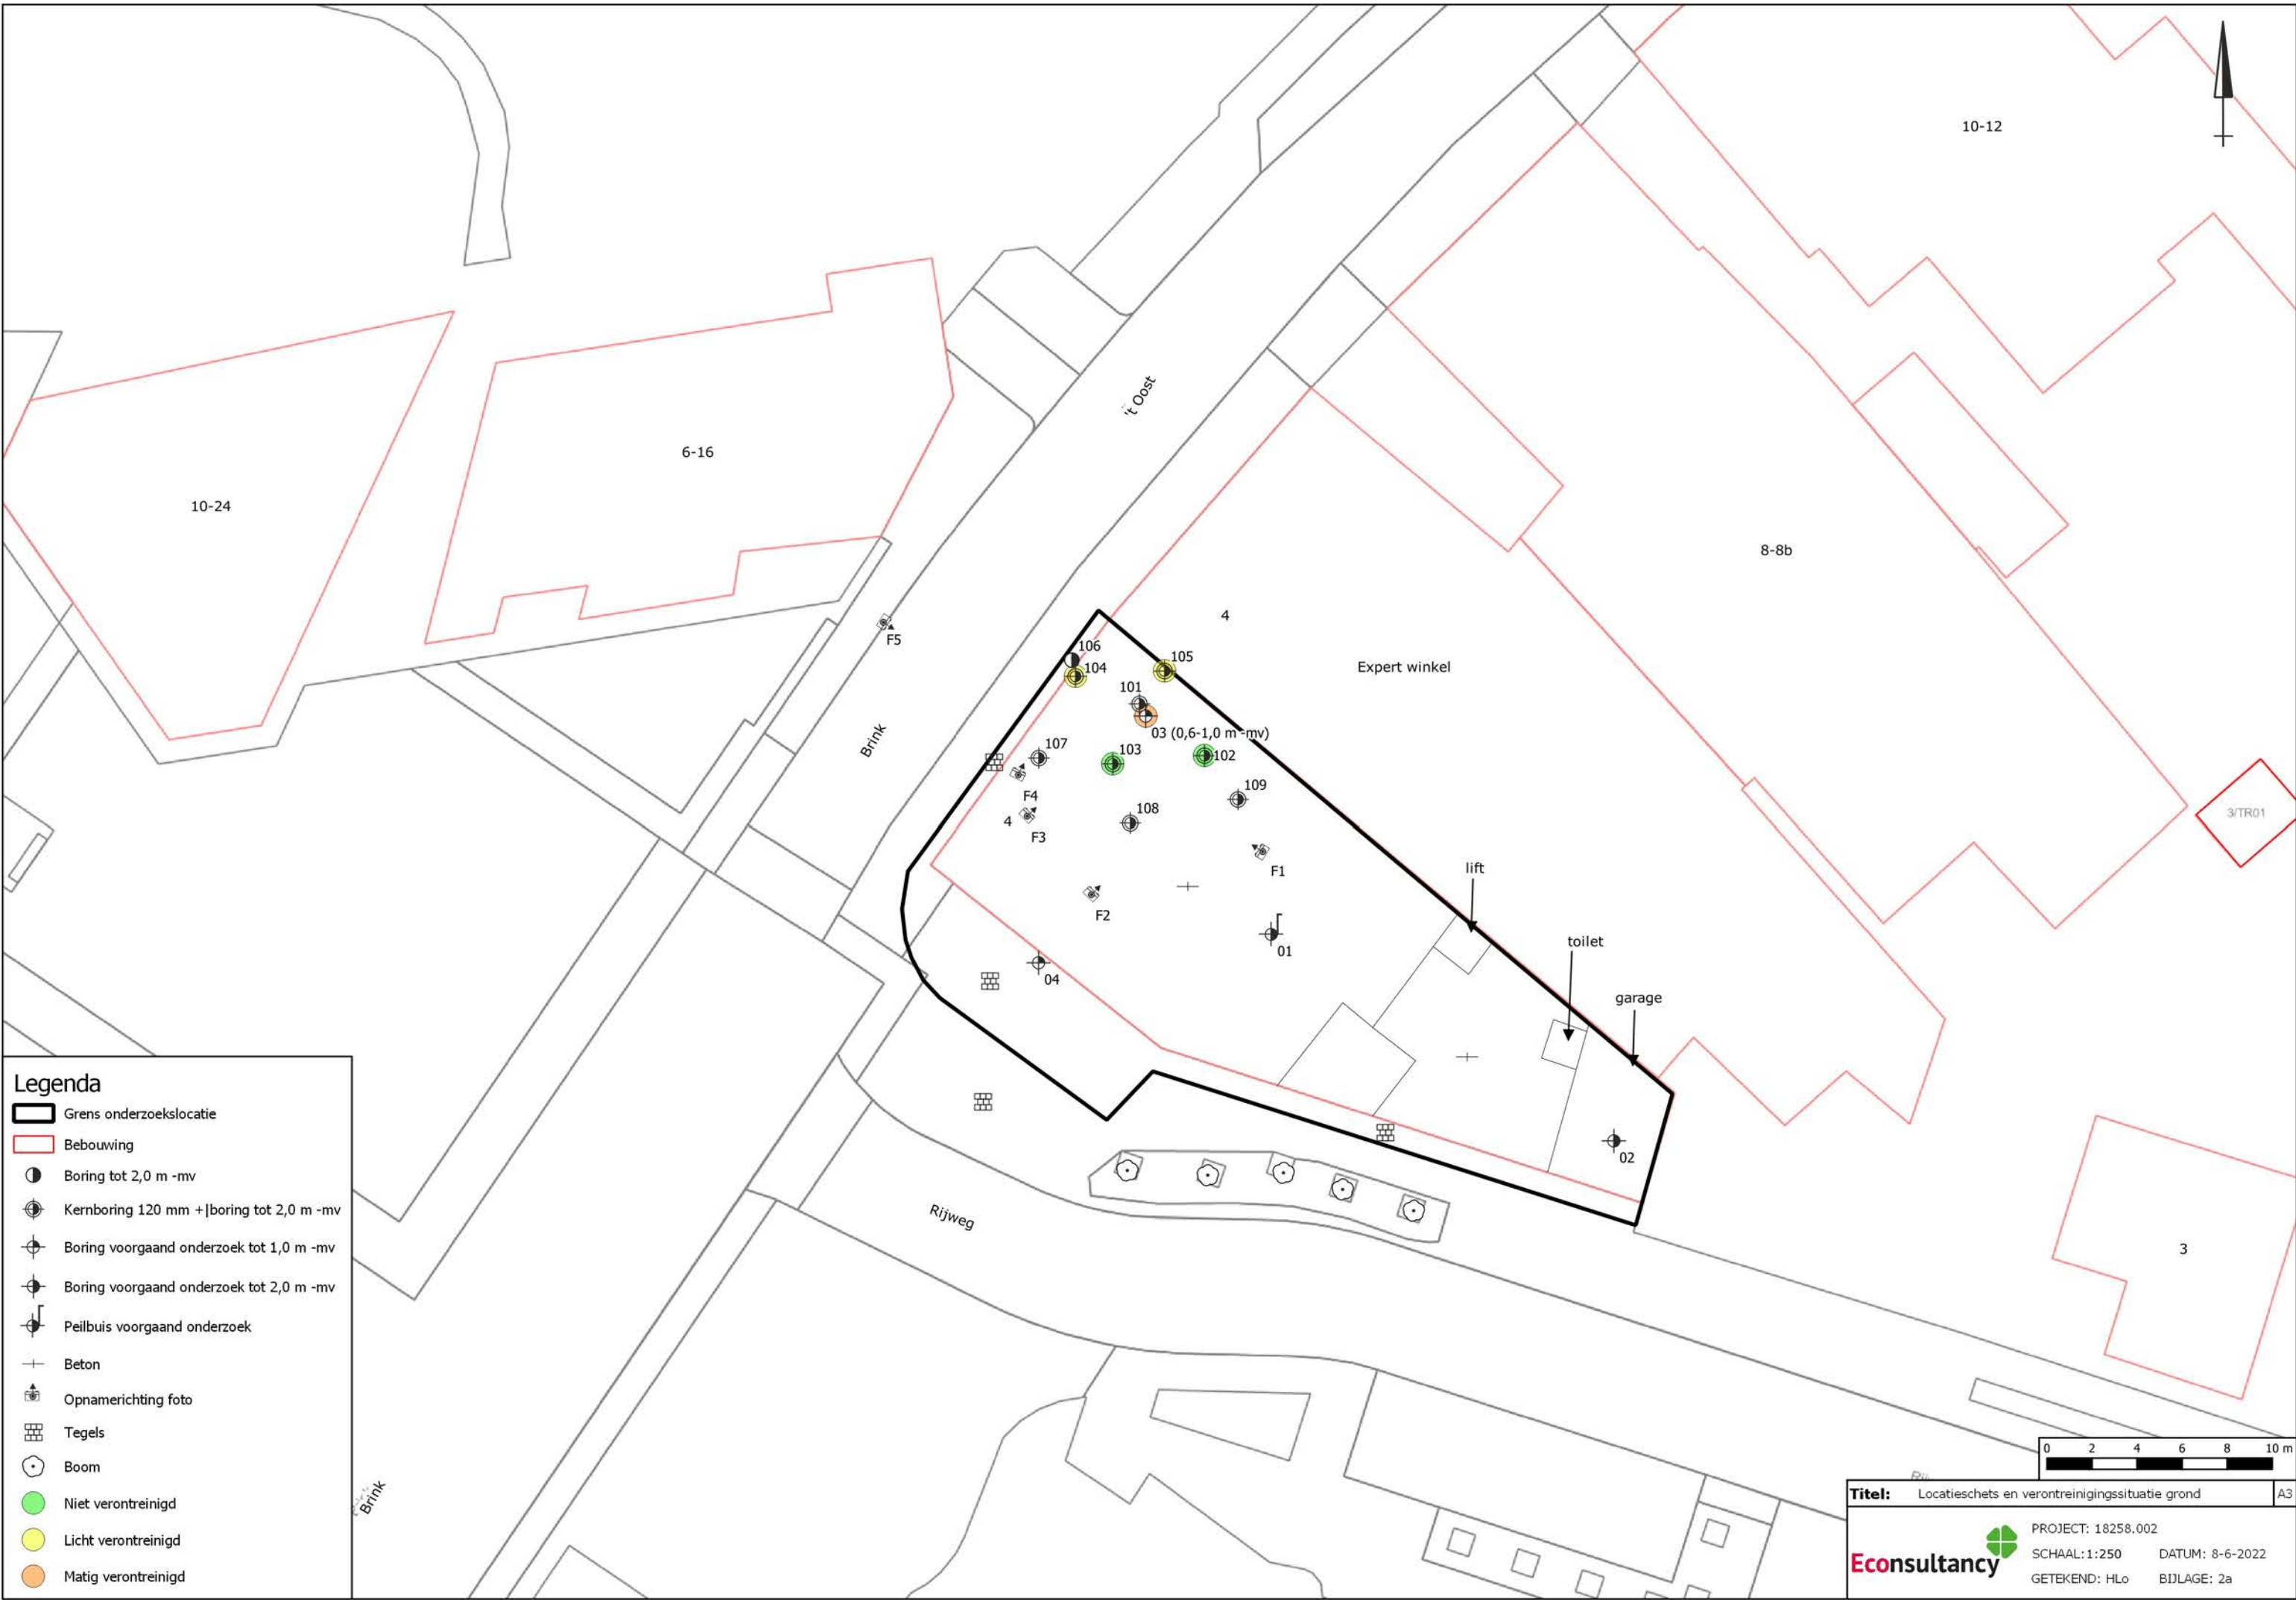 10-12
't Oost
6-16
10-24
8-8b
4
F5
106
105
Expert winkel
104
101
03 (0,6-1,0 m -mv)
Brink
107
103
102
F4
109
3/TR01
4
108
F3
F1
lift
F2
toilet
01
04
garage
02
Rijweg
3
Legenda
Grens onderzoekslocatie
Bebouwing
Boring tot 2,0 m -mv
Kernboring 120 mm +|boring tot 2,0 m -mv
Boring voorgaand onderzoek tot 1,0 m -mv
Boring voorgaand onderzoek tot 2,0 m -mv
Peilbuis voorgaand onderzoek
Beton
Opnamerichting foto
Tegels
Boom
Niet verontreinigd
Licht verontreinigd
Matig verontreinigd
Brink
0 2 4 6 8 10 m
Titel: Locatieschets en verontreinigingssituatie grond A3
Econsultancy
PROJECT: 18258.002
SCHAAL:1:250 DATUM: 8-6-2022
GETEKEND: HLo BIJLAGE: 2a